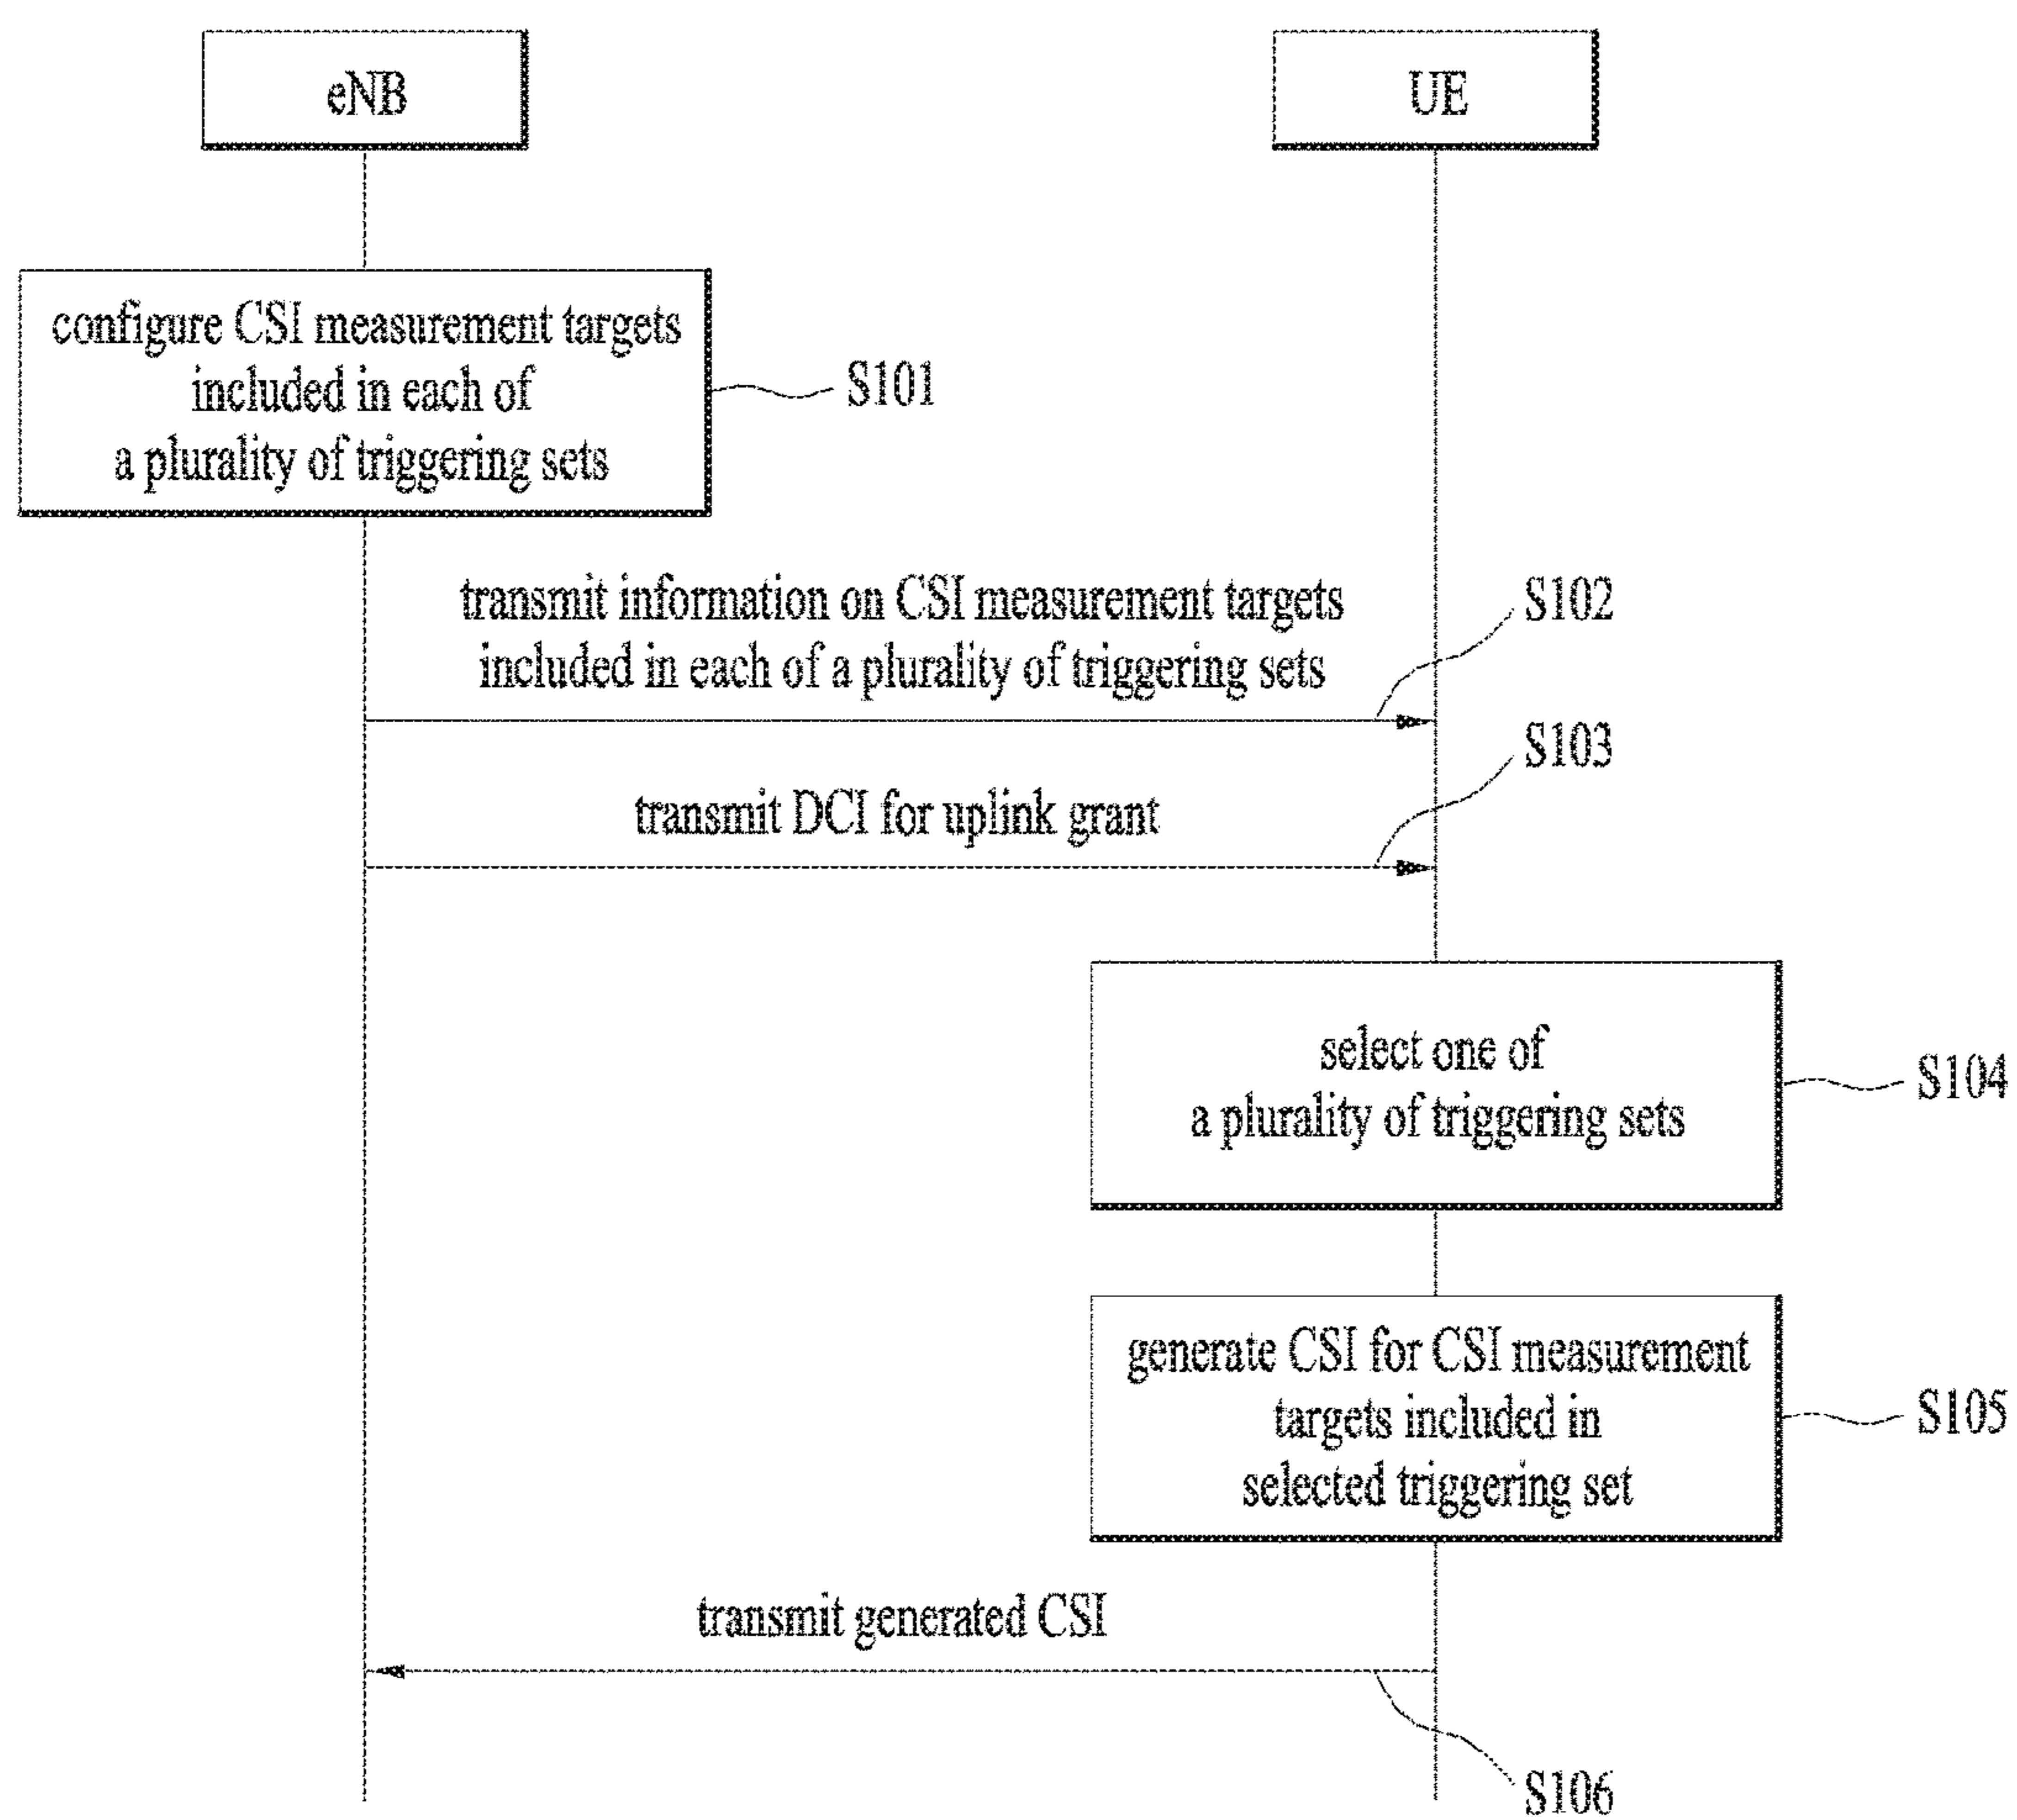 eNB
UE
configure CSI measurement targets
included in each of
a plurality of triggering sets
S101
transmit information on CSI measurement targets
included in each of a plurality of triggering sets
S102
transmit DCI for uplink grant
S103
select one of
a plurality of triggering sets
S104
generate CSI for CSI measurement
targets included in
selected triggering set
S105
transmit generated CSI
S106